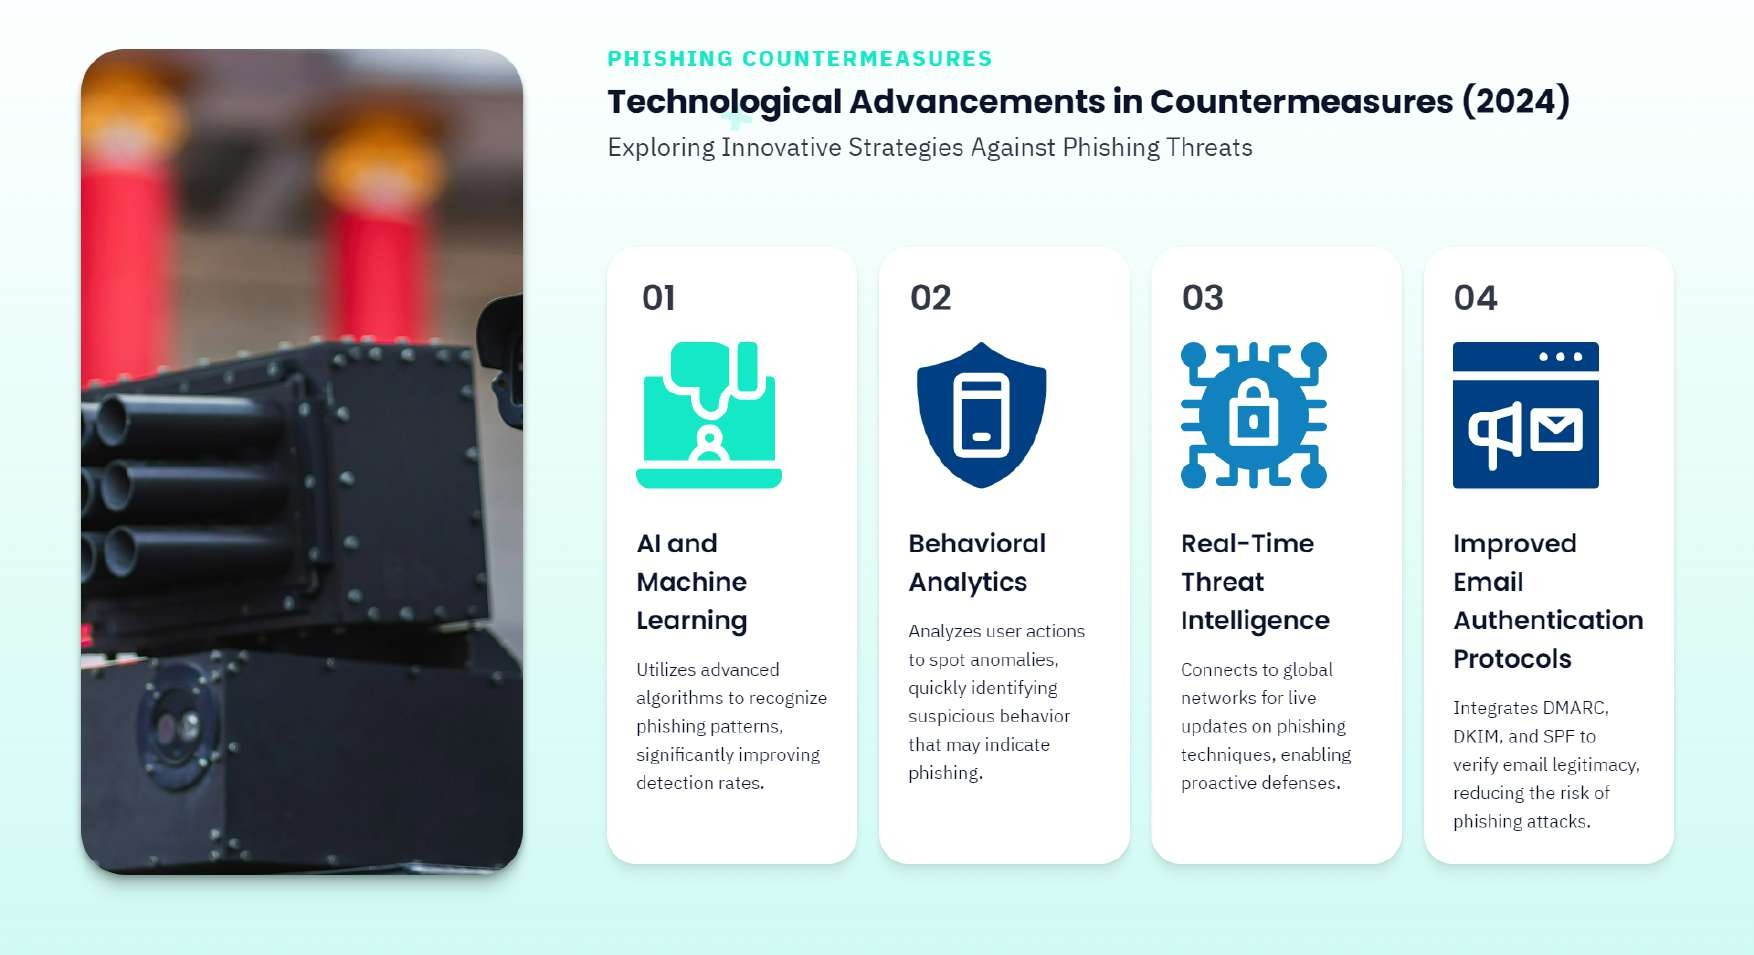 PHISHING COUNTERMEASURES
Technological Advancements in Countermeasures (2024)
Exploring Innovative Strategies Against Phishing Threats
01
AI and
Machine
Learning
Utilizes advanced
algorithms to recognize
phishing patterns,
significantly improving
detection rates.
02
Behavioral
Analytics
Analyzes user actions
to spot anomalies,
quickly identifying
suspicious behavior
that may indicate
phishing.
03
Real-Time
Threat
Intelligence
Connects to global
networks for live
updates on phishing
techniques, enabling
proactive defenses.
04
Improved
Email
Authentication
Protocols
Integrates DMARC,
DKIM, and SPF to
verify email legitimacy,
reducing the risk of
phishing attacks.